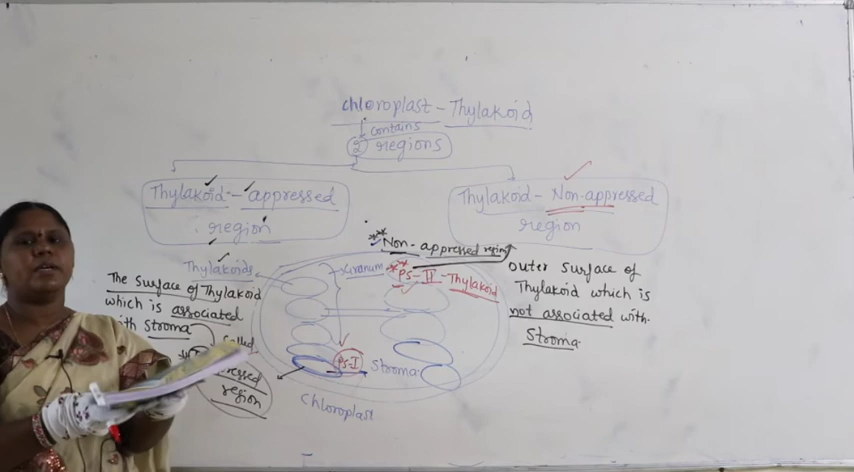 chloroplast - Thylakoid
contains
2 regions
Thylakoid - appressed
region
Thylakoid - Non-appressed
region
Non-appressed region
Thylakoids
Granum
Ps-II-Thylakoid
The Surface of Thylakoid
which is associated
with Stroma
called
region
outer Surface of
Thylakoid which is
not associated with
Stroma
Ps-I
Stroma
Chloroplast